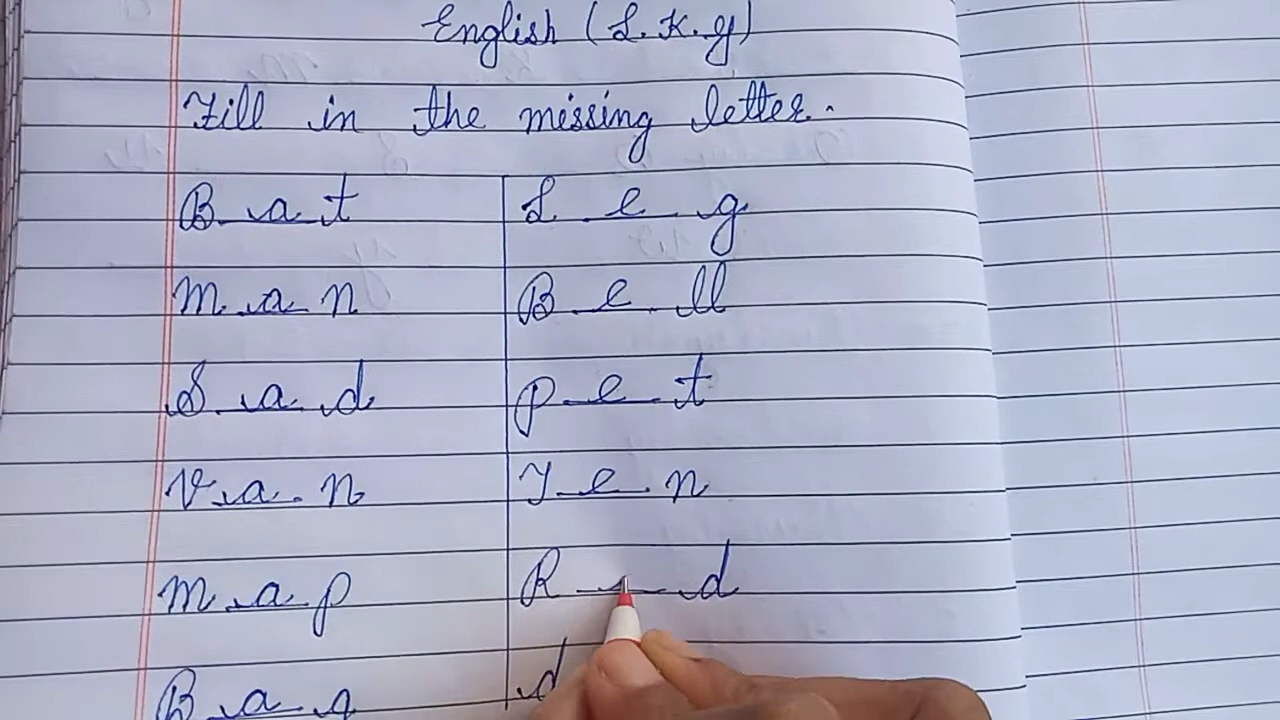 English (L.K.g)
Fill in the missing letter.
B a t L e g
M a n B e ll
S a d P e t
V a n T e n
M a p R d
B a g d